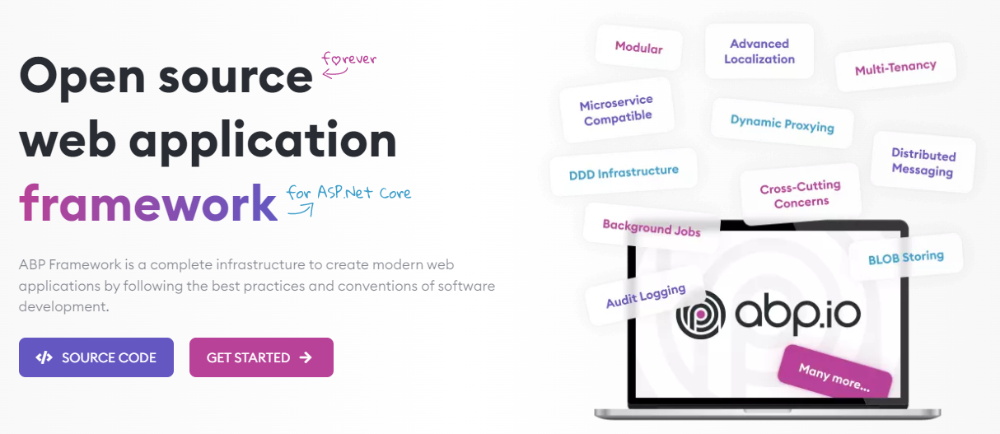 Open source
forever
web application
framework
for ASP.Net Core
ABP Framework is a complete infrastructure to create modern web
applications by following the best practices and conventions of software
development.
</> SOURCE CODE
GET STARTED →
Modular
Advanced
Localization
Multi-Tenancy
Microservice
Compatible
Dynamic Proxying
Distributed
Messaging
DDD Infrastructure
Cross-Cutting
Concerns
Background Jobs
BLOB Storing
Audit Logging
abp.io
Many more...